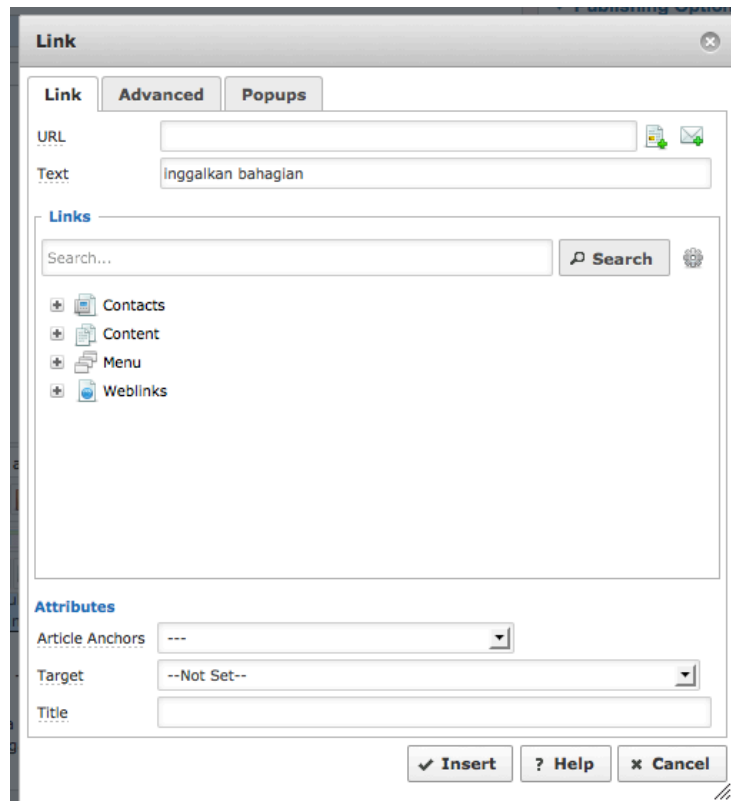 Publishing Option
Link
Link Advanced Popups
URL
Text inggalkan bahagian
Links
Search... Search
Contacts
Content
Menu
Weblinks
Attributes
Article Anchors ---
Target --Not Set--
Title
Insert ? Help Cancel